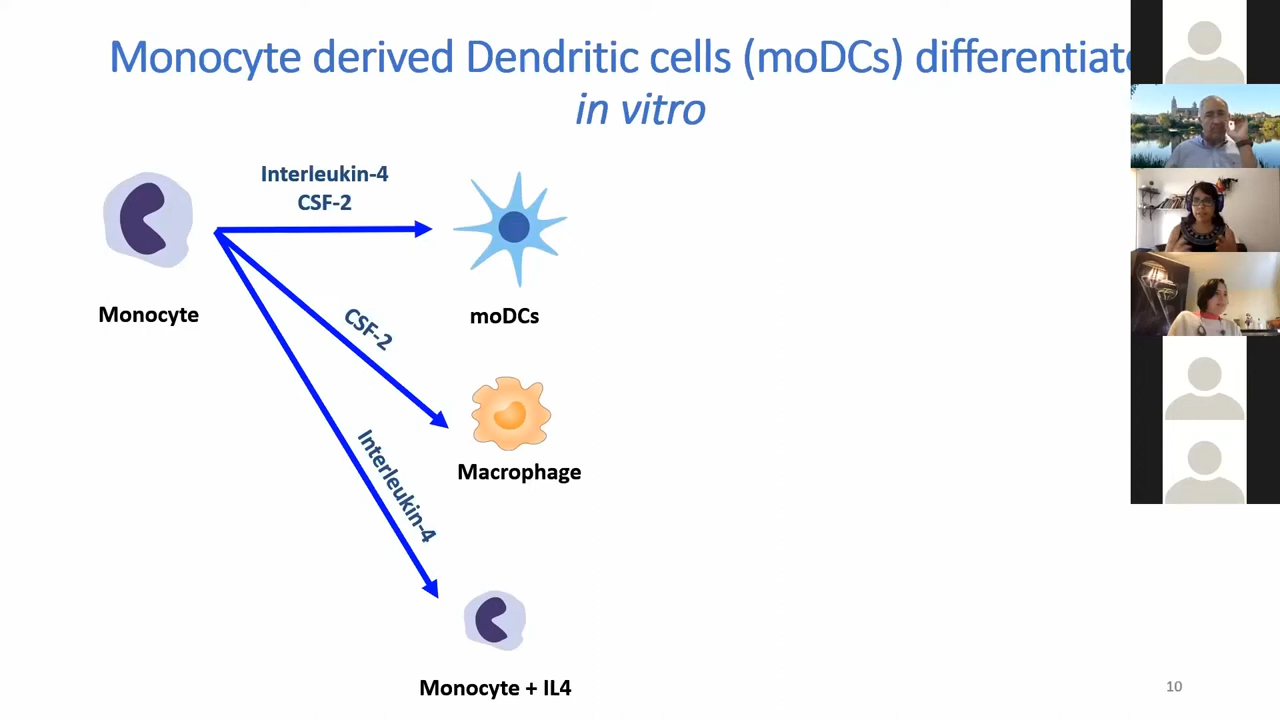 Monocyte derived Dendritic cells (moDCs) differentiate
in vitro
Interleukin-4
CSF-2
Monocyte
moDCs
CSF-2
Macrophage
Interleukin-4
Monocyte + IL4
10